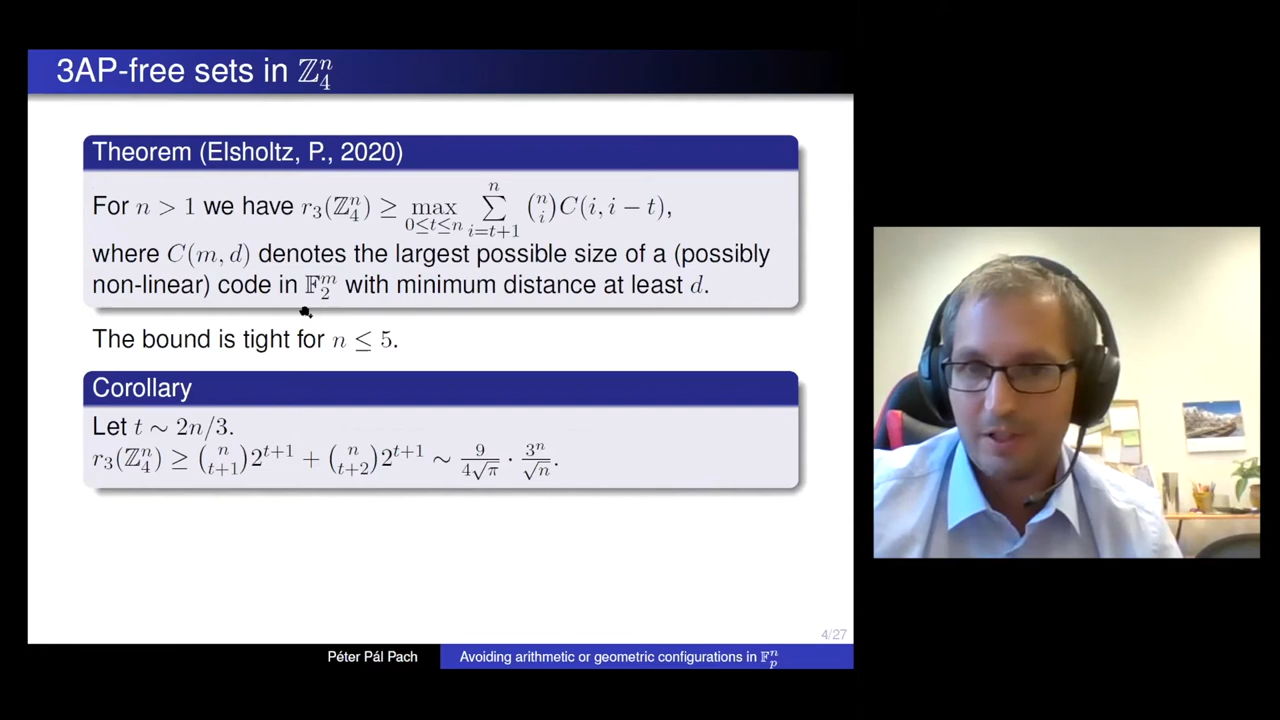 3AP-free sets in ℤ₄ⁿ
Theorem (Elsholtz, P., 2020)
For n > 1 we have r₃(ℤ₄ⁿ) ≥ max_{0≤t≤n} ∑_{i=t+1}^{n} (n choose i) C(i, i − t),
where C(m, d) denotes the largest possible size of a (possibly
non-linear) code in 𝔽₂ᵐ with minimum distance at least d.
The bound is tight for n ≤ 5.
Corollary
Let t ∼ 2n/3.
r₃(ℤ₄ⁿ) ≥ (n choose t+1) 2^{t+1} + (n choose t+2) 2^{t+1} ∼ 9/(4√π) · 3ⁿ/√n.
4/27
Péter Pál Pach
Avoiding arithmetic or geometric configurations in 𝔽ₚⁿ